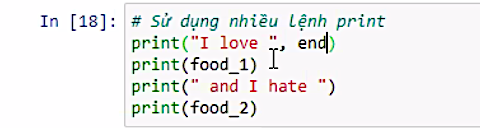 In [18]: # Sử dụng nhiều lệnh print
print("I love ", end)
print(food_1)
print(" and I hate ")
print(food_2)